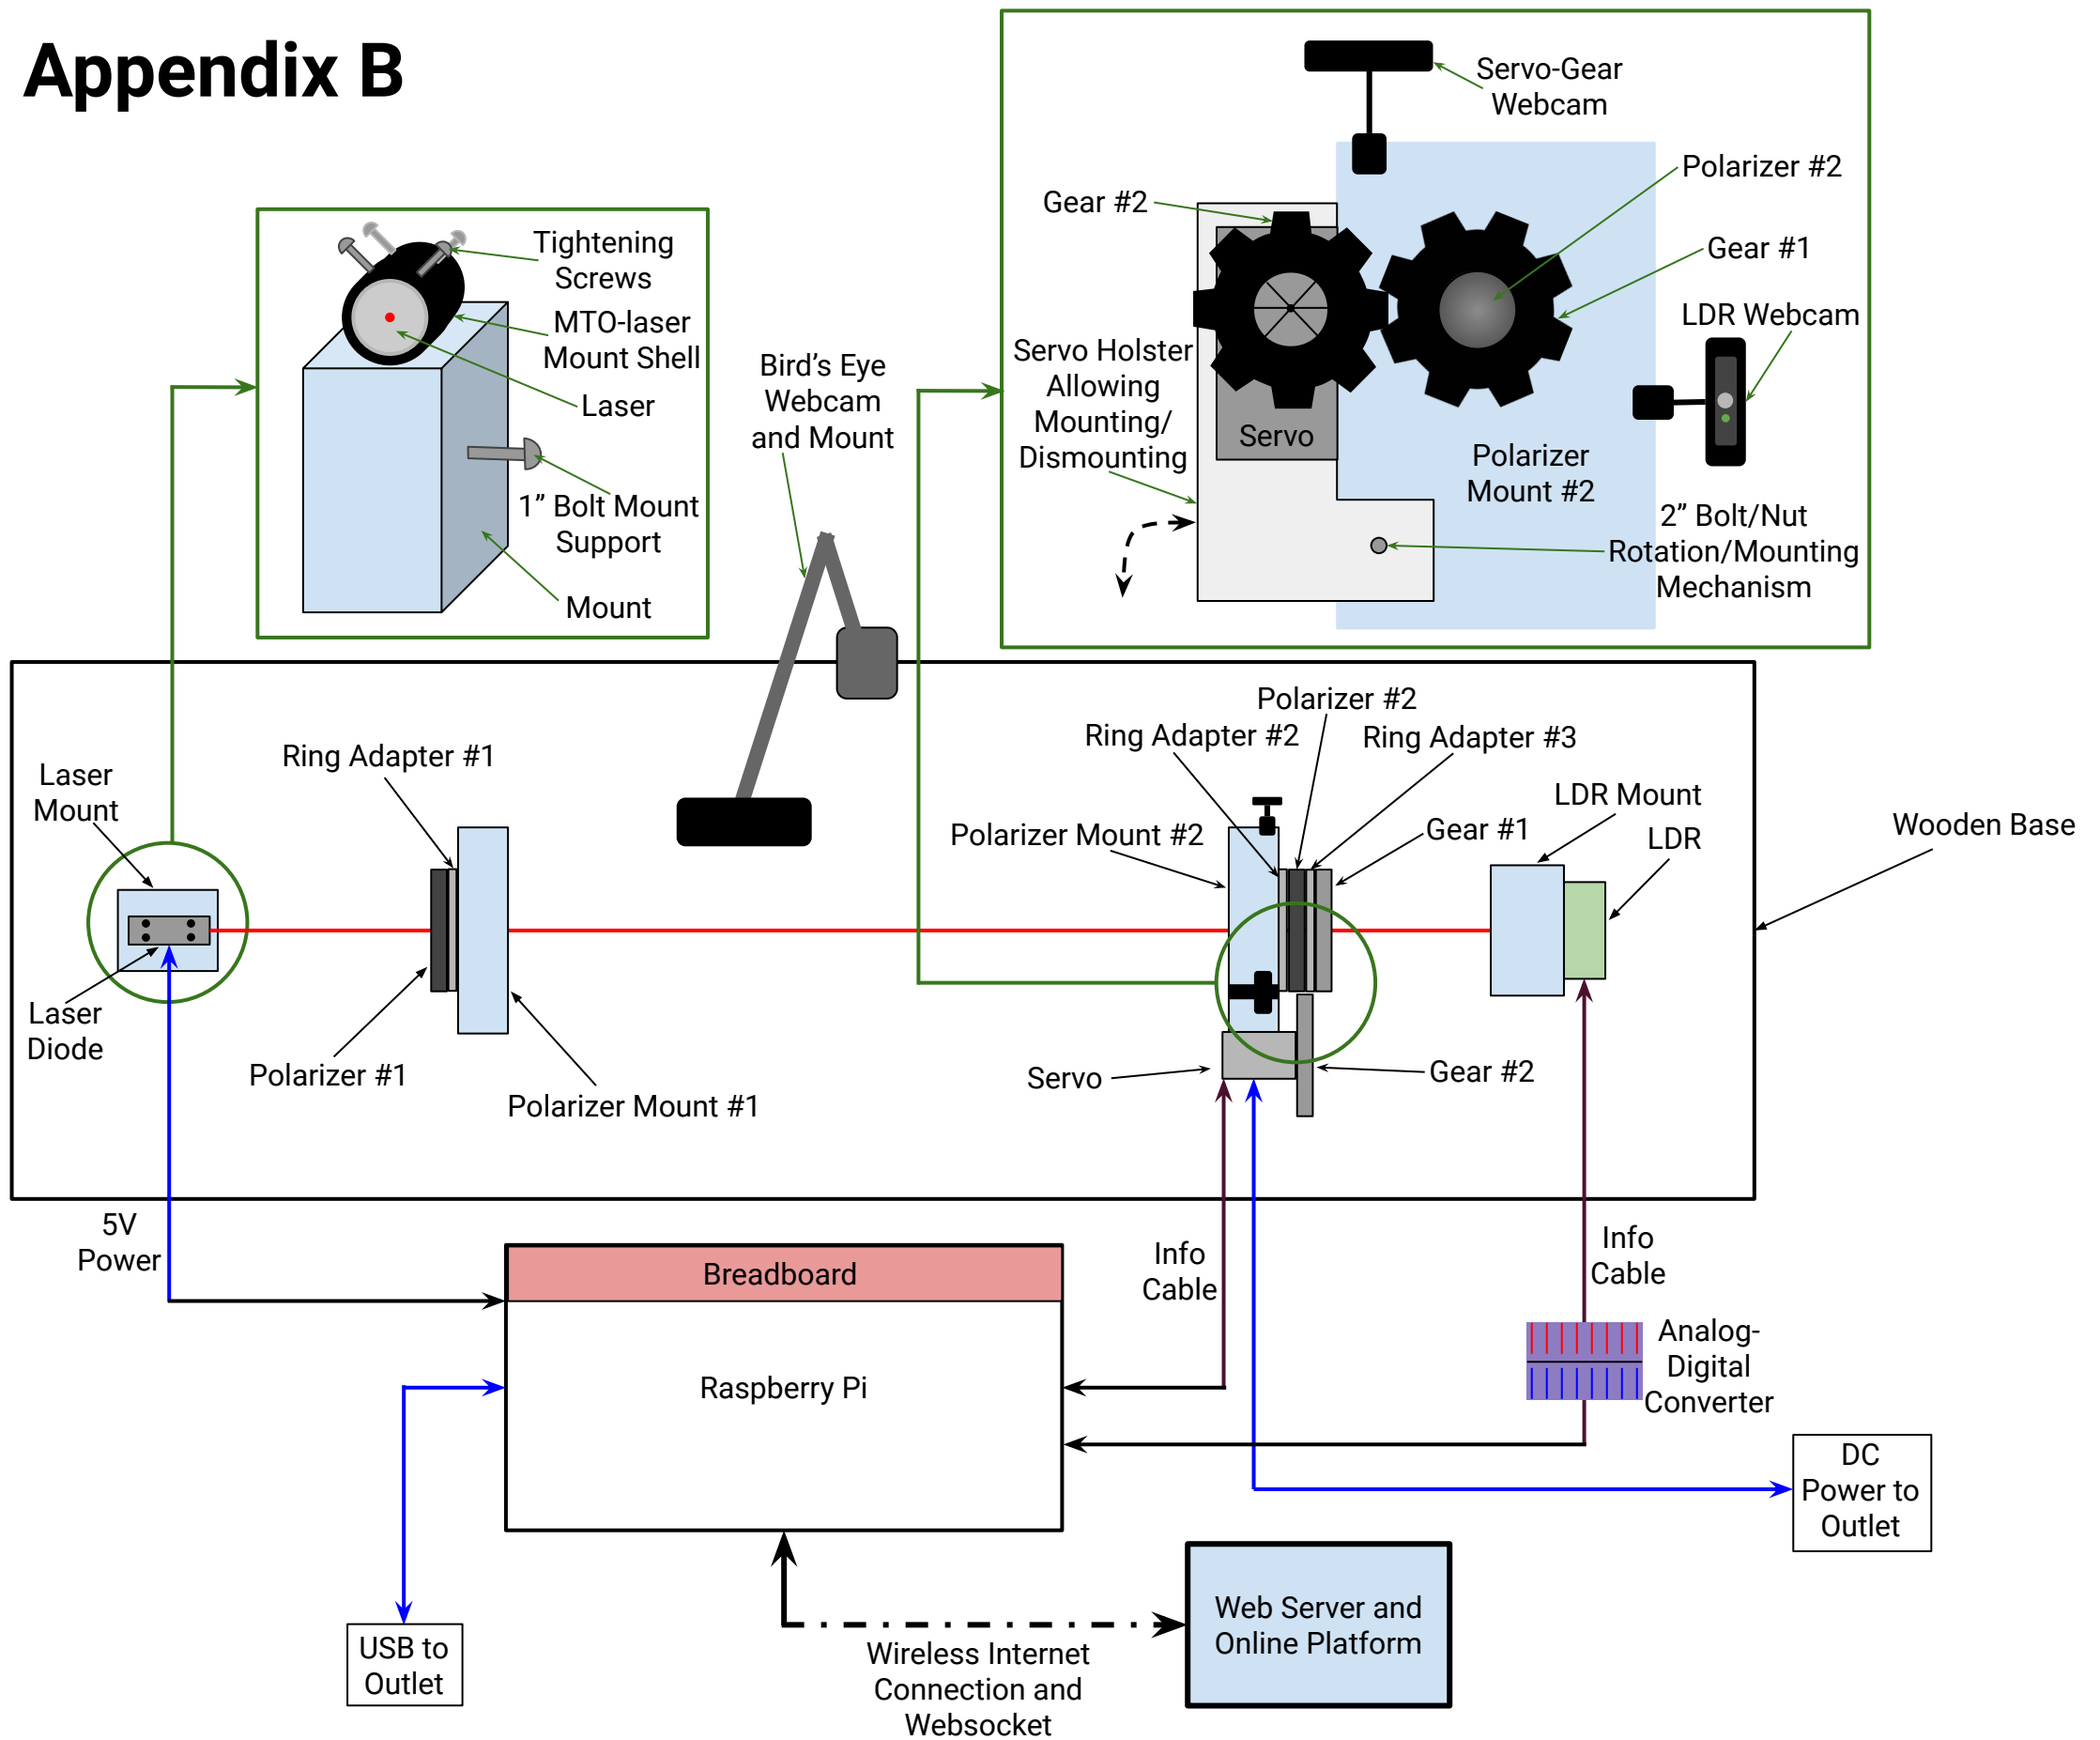 Appendix B
Servo-Gear
Webcam
Polarizer #2
Gear #2
Gear #1
LDR Webcam
Servo Holster
Allowing
Mounting/
Dismounting
Servo
Polarizer
Mount #2
2” Bolt/Nut
Rotation/Mounting
Mechanism
Tightening
Screws
MTO-laser
Mount Shell
Laser
1” Bolt Mount
Support
Mount
Bird’s Eye
Webcam
and Mount
Polarizer #2
Ring Adapter #2
Ring Adapter #3
Ring Adapter #1
Laser
Mount
LDR Mount
LDR
Polarizer Mount #2
Gear #1
Wooden Base
Laser
Diode
Polarizer #1
Polarizer Mount #1
Servo
Gear #2
5V
Power
Breadboard
Raspberry Pi
Info
Cable
Info
Cable
Analog-
Digital
Converter
DC
Power to
Outlet
USB to
Outlet
Wireless Internet
Connection and
Websocket
Web Server and
Online Platform